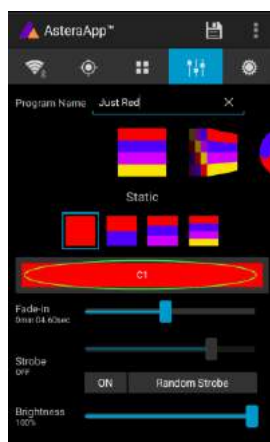 AsteraApp™
Program Name Just Red
Static
C1
Fade-In
0min 04.60sec
Strobe
OFF
ON Random Strobe
Brightness
100%